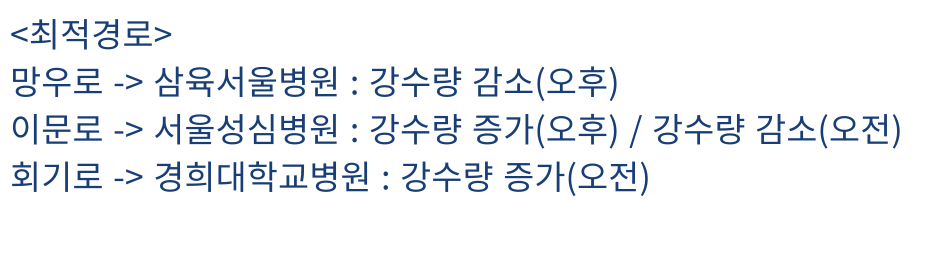 <최적경로>
망우로 -> 삼육서울병원 : 강수량 감소(오후)
이문로 -> 서울성심병원 : 강수량 증가(오후) / 강수량 감소(오전)
회기로 -> 경희대학교병원 : 강수량 증가(오전)